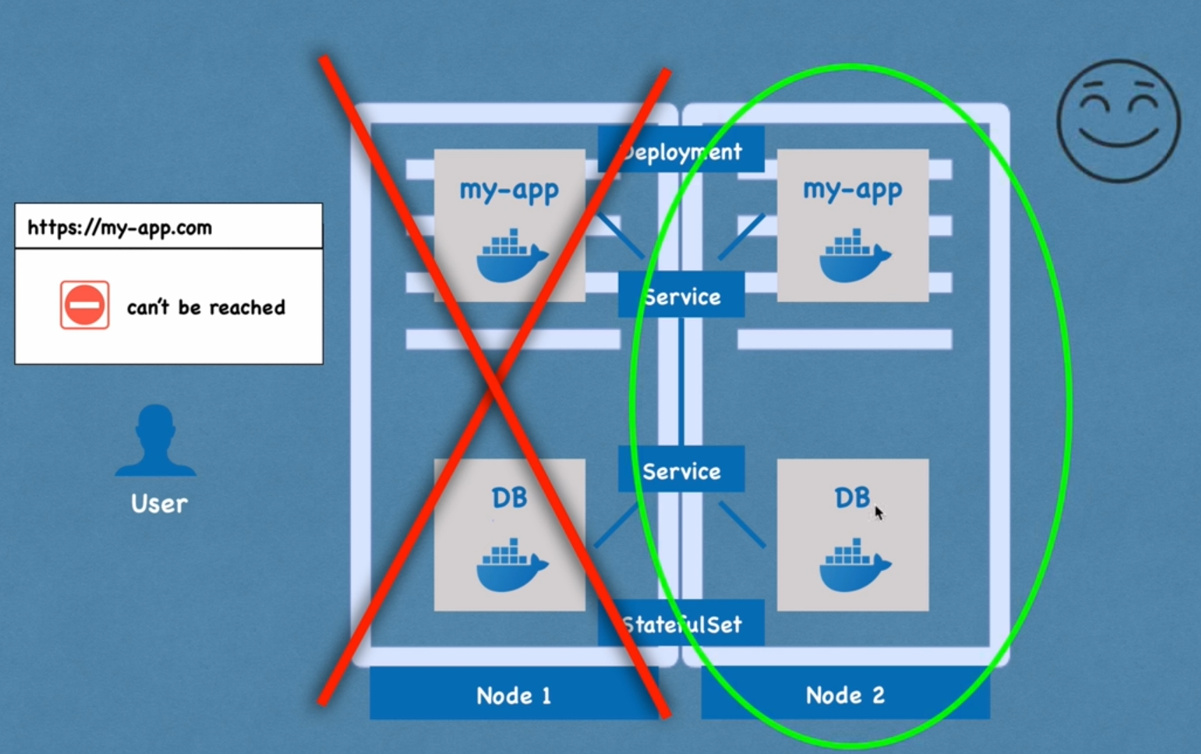 https://my-app.com
can't be reached
User
Deployment
my-app
my-app
Service
Service
DB
DB
StatefulSet
Node 1
Node 2